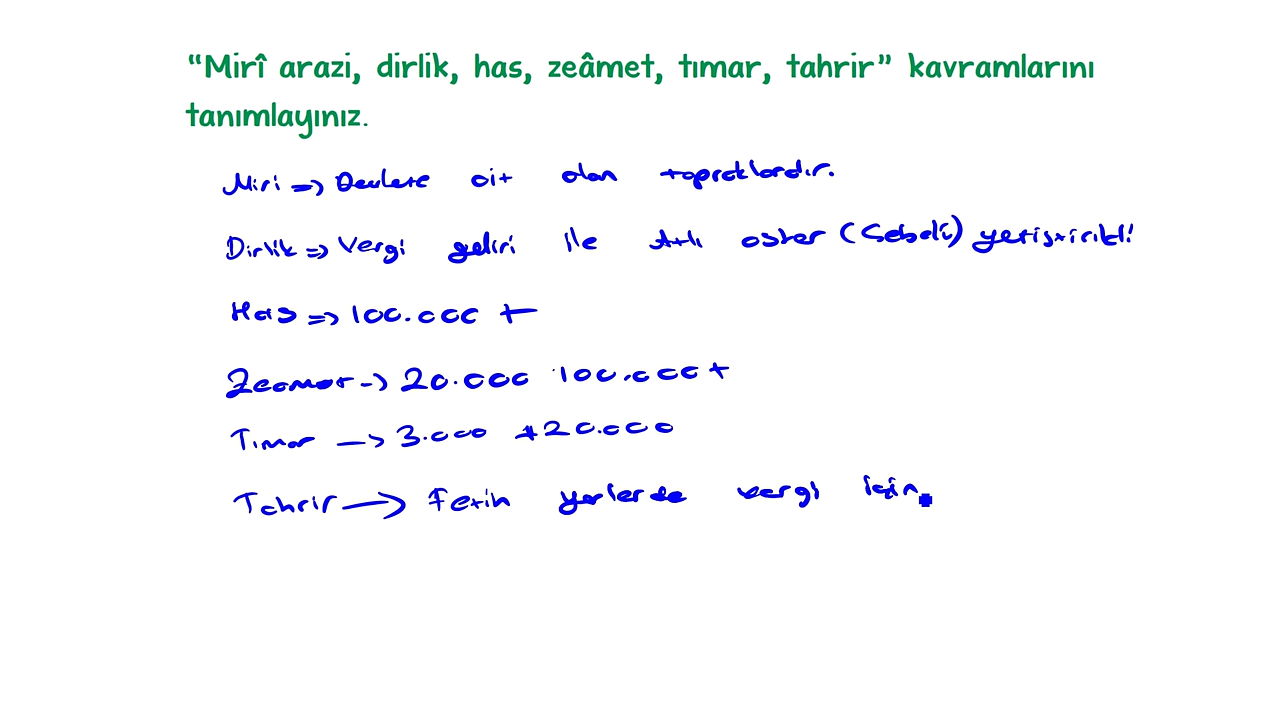 “Mirî arazi, dirlik, has, zeâmet, tımar, tahrir” kavramlarını
tanımlayınız.
Miri => Devlete ait olan topraklardır.
Dirlik => Vergi geliri ile Atlı asker (Cebeli) yetiştirildi!
Has => 100.000 +
Zeamet -> 20.000 100.000 +
Tımar -> 3.000 + 20.000
Tahrir -> Fetih yerlerde vergi için.